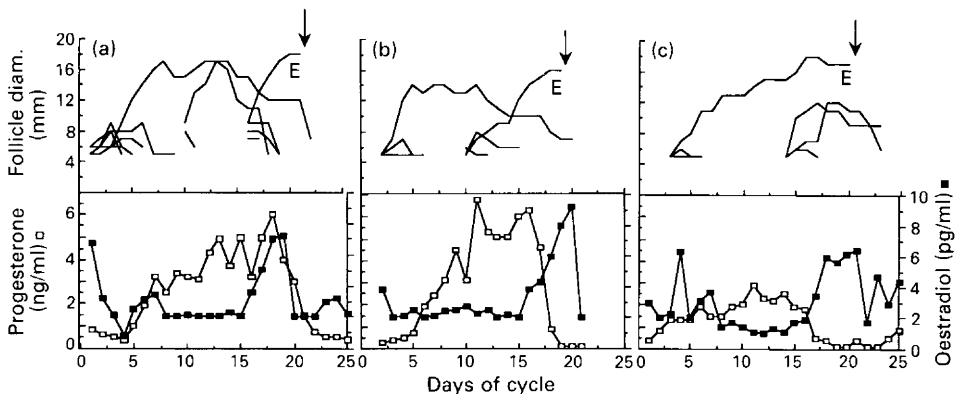 Follicle diam.
(mm)
20
16
12
8
4
(a)
E
(b)
E
(c)
E
Progesterone
(ng/ml) □
6
4
2
0
0 5 10 15 20 25
0 5 10 15 20 25
0 5 10 15 20 25
10
8
6
4
2
0
Oestradiol (pg/ml) ■
Days of cycle